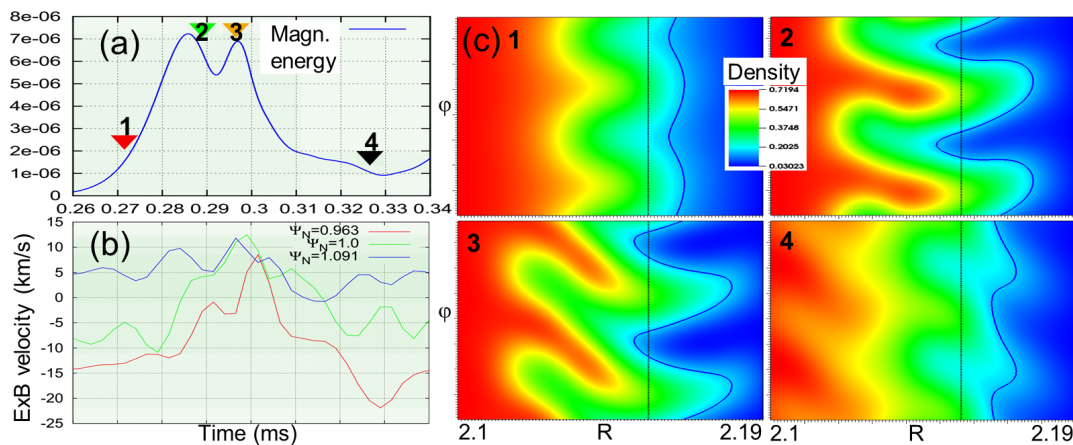 (a)
8e-06
7e-06
6e-06
5e-06
4e-06
3e-06
2e-06
1e-06
0
1
2
3
4
Magn.
energy
0.26 0.27 0.28 0.29 0.3 0.31 0.32 0.33 0.34
(b)
ExB velocity (km/s)
15
10
5
0
-5
-10
-15
-20
-25
ΨN=0.963
ΨN=1.0
ΨN=1.091
Time (ms)
(c)
1
2
Density
0.7194
0.5471
0.3748
0.2025
0.03023
φ
3
4
φ
2.1 R 2.19 2.1 R 2.19